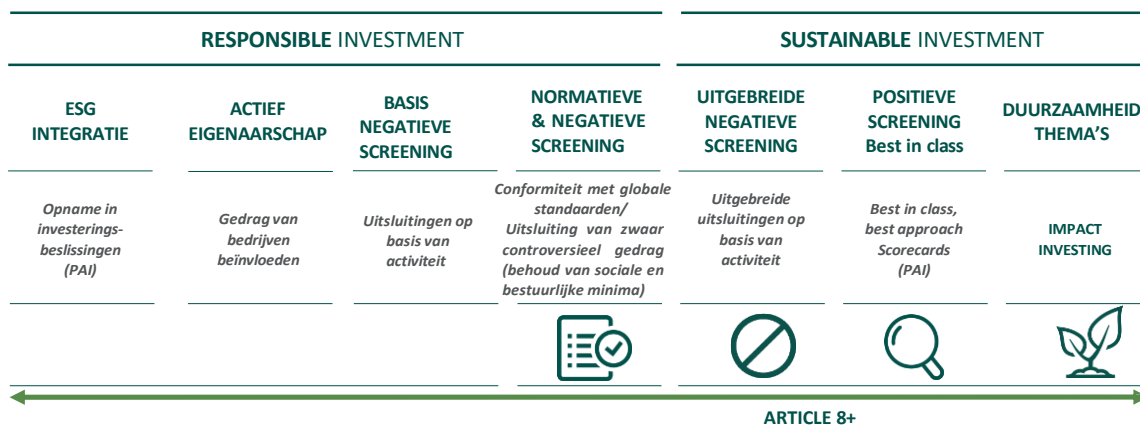 RESPONSIBLE INVESTMENT
SUSTAINABLE INVESTMENT
ESG
INTEGRATIE
ACTIEF
EIGENAARSCHAP
BASIS
NEGATIEVE
SCREENING
NORMATIEVE
& NEGATIEVE
SCREENING
UITGEBREIDE
NEGATIEVE
SCREENING
POSITIEVE
SCREENING
Best in class
DUURZAAMHEID
THEMA'S
Opname in
investerings-
beslissingen
(PAI)
Gedrag van
bedrijven
beïnvloeden
Uitsluitingen op
basis van
activiteit
Conformiteit met globale
standaarden/
Uitsluiting van zwaar
controversieel gedrag
(behoud van sociale en
bestuurlijke minima)
Uitgebreide
uitsluitingen op
basis van
activiteit
Best in class,
best approach
Scorecards
(PAI)
IMPACT
INVESTING
ARTICLE 8+